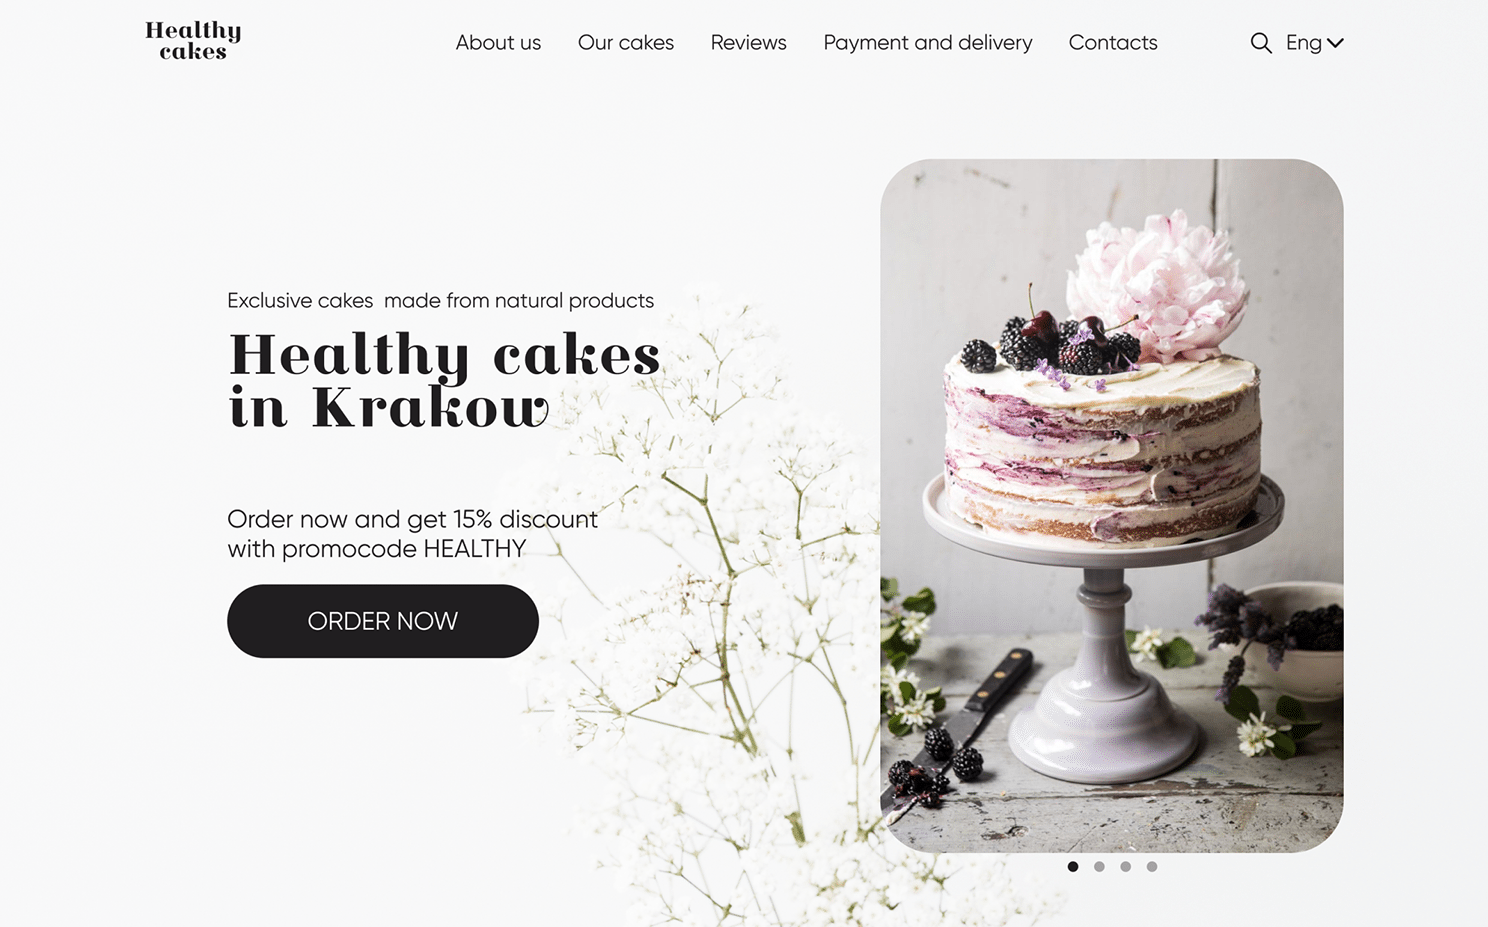 Healthy
cakes
About us
Our cakes
Reviews
Payment and delivery
Contacts
Eng
Exclusive cakes made from natural products
Healthy cakes
in Krakow
Order now and get 15% discount
with promocode HEALTHY
ORDER NOW